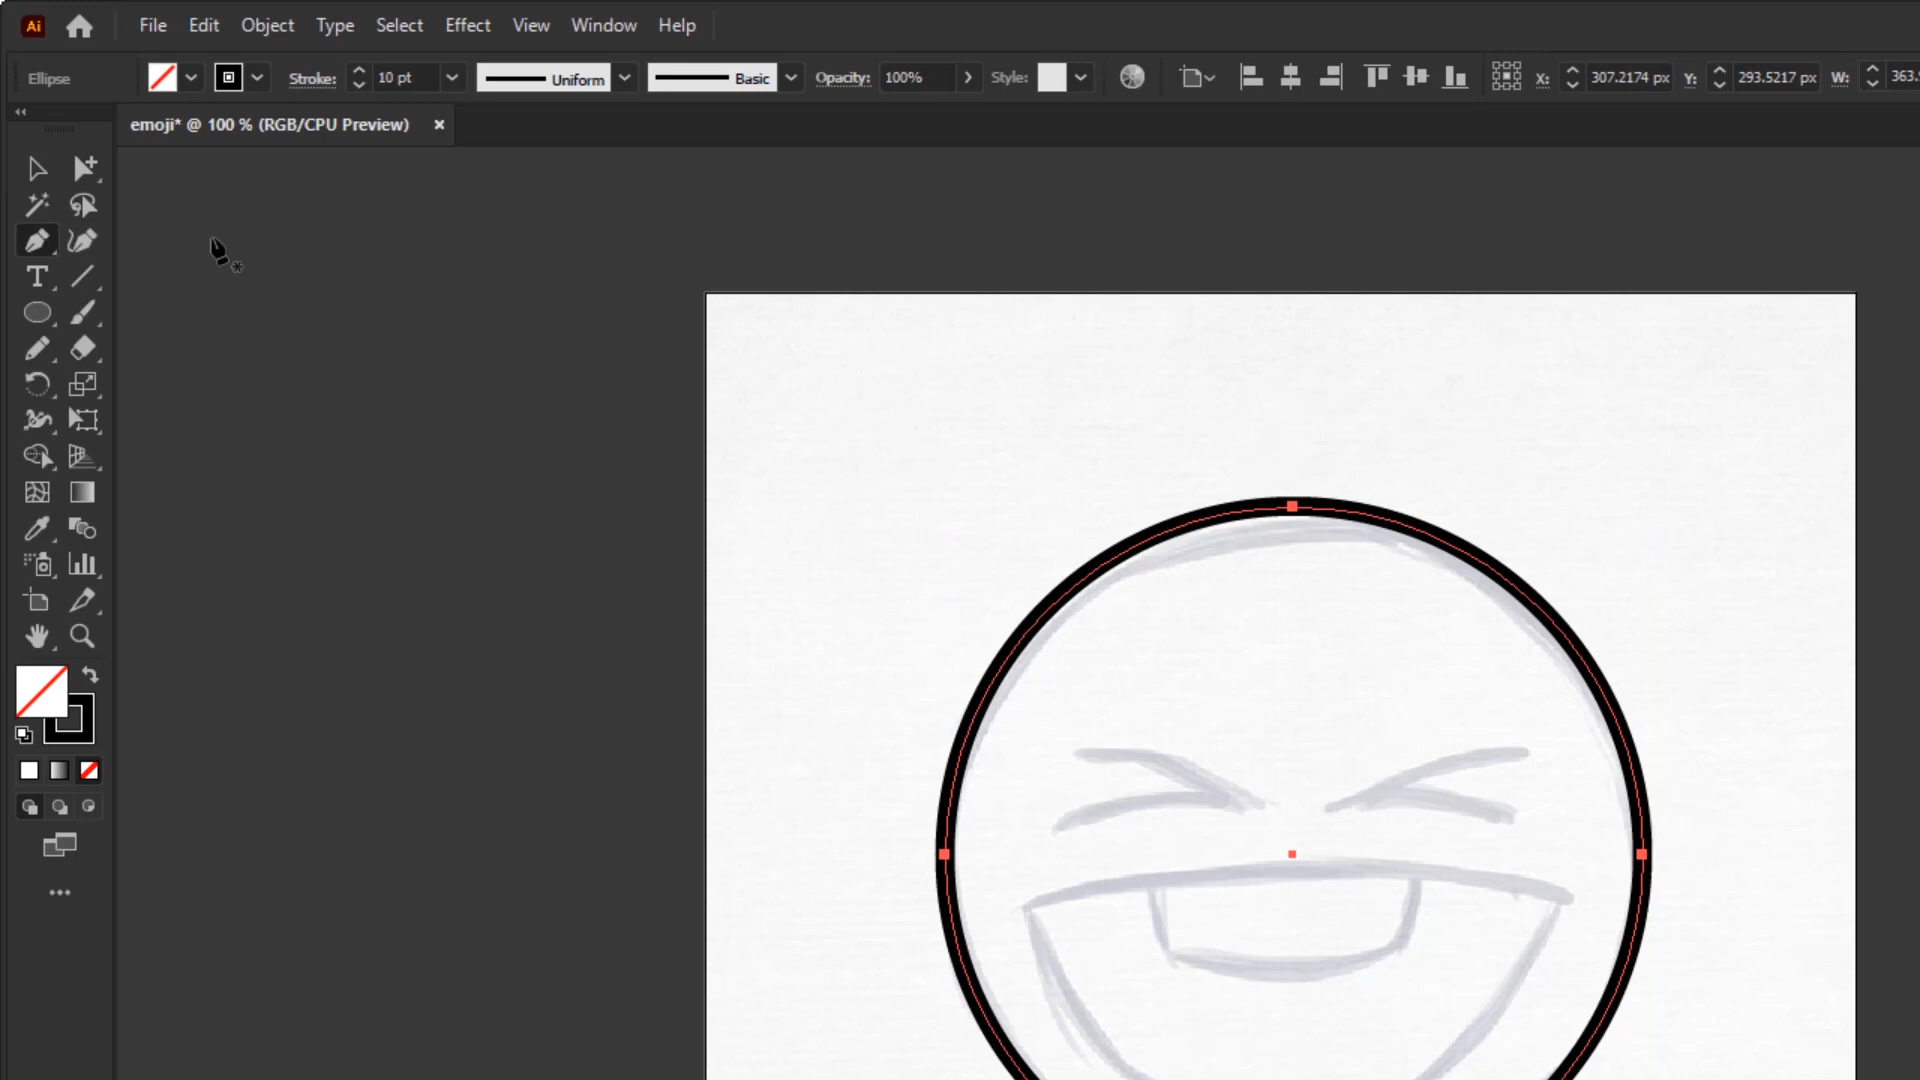 Ai File Edit Object Type Select Effect View Window Help
Ellipse Stroke: 10 pt Uniform Basic Opacity: 100% Style: X: 307.2174 px Y: 293.5217 px W: 363.
emoji* @ 100 % (RGB/CPU Preview) ×
T